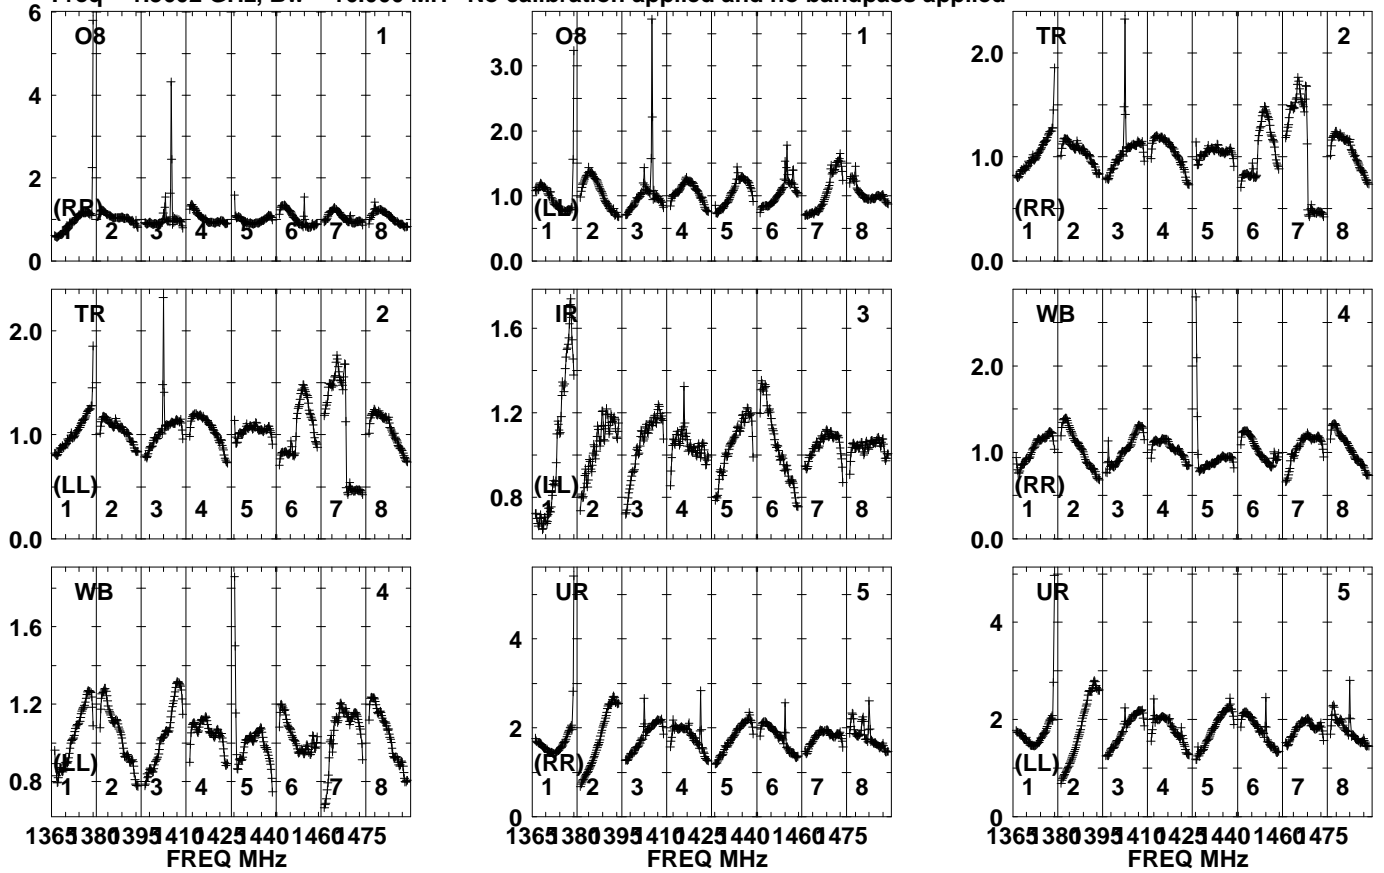 No calibration applied and no bandpass applied
O8 1
6
4
2
0
(RR)
1 2 3 4 5 6 7 8
O8 1
3.0
2.0
1.0
0.0
(LL)
1 2 3 4 5 6 7 8
TR 2
2.0
1.0
0.0
(RR)
1 2 3 4 5 6 7 8
TR 2
2.0
1.0
0.0
(LL)
1 2 3 4 5 6 7 8
IR 3
1.6
1.2
0.8
(LL)
1 2 3 4 5 6 7 8
WB 4
2.0
1.0
0.0
(RR)
1 2 3 4 5 6 7 8
WB 4
1.6
1.2
0.8
(LL)
1 2 3 4 5 6 7 8
1365 1380 1395 1410 1425 1440 1460 1475
FREQ MHz
UR 5
4
2
0
(RR)
1 2 3 4 5 6 7 8
1365 1380 1395 1410 1425 1440 1460 1475
FREQ MHz
UR 5
4
2
0
(LL)
1 2 3 4 5 6 7 8
1365 1380 1395 1410 1425 1440 1460 1475
FREQ MHz